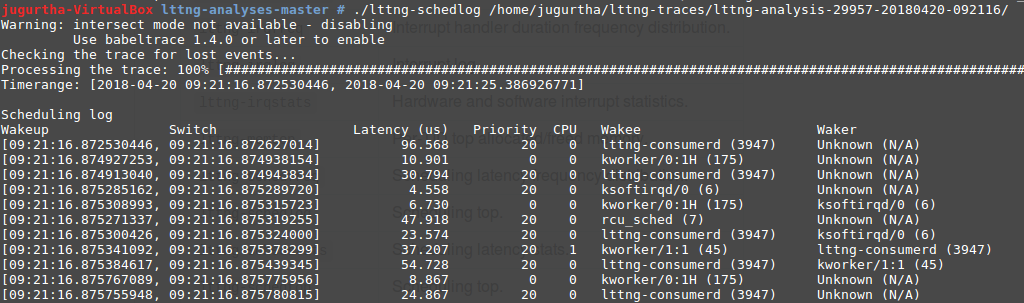 jugurtha-VirtualBox lttng-analyses-master # ./lttng-schedlog /home/jugurtha/lttng-traces/lttng-analysis-29957-20180420-092116/
Warning: intersect mode not available - disabling
Use babeltrace 1.4.0 or later to enable
Checking the trace for lost events...
Processing the trace: 100% [####################################################################################################
Timerange: [2018-04-20 09:21:16.872530446, 2018-04-20 09:21:25.386926771]
Scheduling log
Wakeup Switch Latency (us) Priority CPU Wakee Waker
[09:21:16.872530446, 09:21:16.872627014] 96.568 20 0 lttng-consumerd (3947) Unknown (N/A)
[09:21:16.874927253, 09:21:16.874938154] 10.901 0 0 kworker/0:1H (175) Unknown (N/A)
[09:21:16.874913040, 09:21:16.874943834] 30.794 20 0 lttng-consumerd (3947) Unknown (N/A)
[09:21:16.875285162, 09:21:16.875289720] 4.558 20 0 ksoftirqd/0 (6) Unknown (N/A)
[09:21:16.875308993, 09:21:16.875315723] 6.730 0 0 kworker/0:1H (175) ksoftirqd/0 (6)
[09:21:16.875271337, 09:21:16.875319255] 47.918 20 0 rcu_sched (7) Unknown (N/A)
[09:21:16.875300426, 09:21:16.875324000] 23.574 20 0 lttng-consumerd (3947) ksoftirqd/0 (6)
[09:21:16.875341092, 09:21:16.875378299] 37.207 20 1 kworker/1:1 (45) lttng-consumerd (3947)
[09:21:16.875384617, 09:21:16.875439345] 54.728 20 0 lttng-consumerd (3947) kworker/1:1 (45)
[09:21:16.875767089, 09:21:16.875775956] 8.867 0 0 kworker/0:1H (175) Unknown (N/A)
[09:21:16.875755948, 09:21:16.875780815] 24.867 20 0 lttng-consumerd (3947) Unknown (N/A)